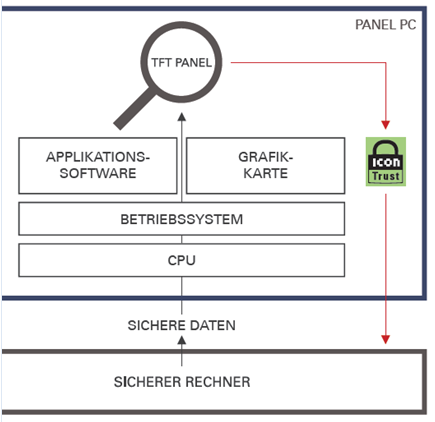 PANEL PC
TFT PANEL
APPLIKATIONS-
SOFTWARE
GRAFIK-
KARTE
icon
Trust
BETRIEBSSYSTEM
CPU
SICHERE DATEN
SICHERER RECHNER